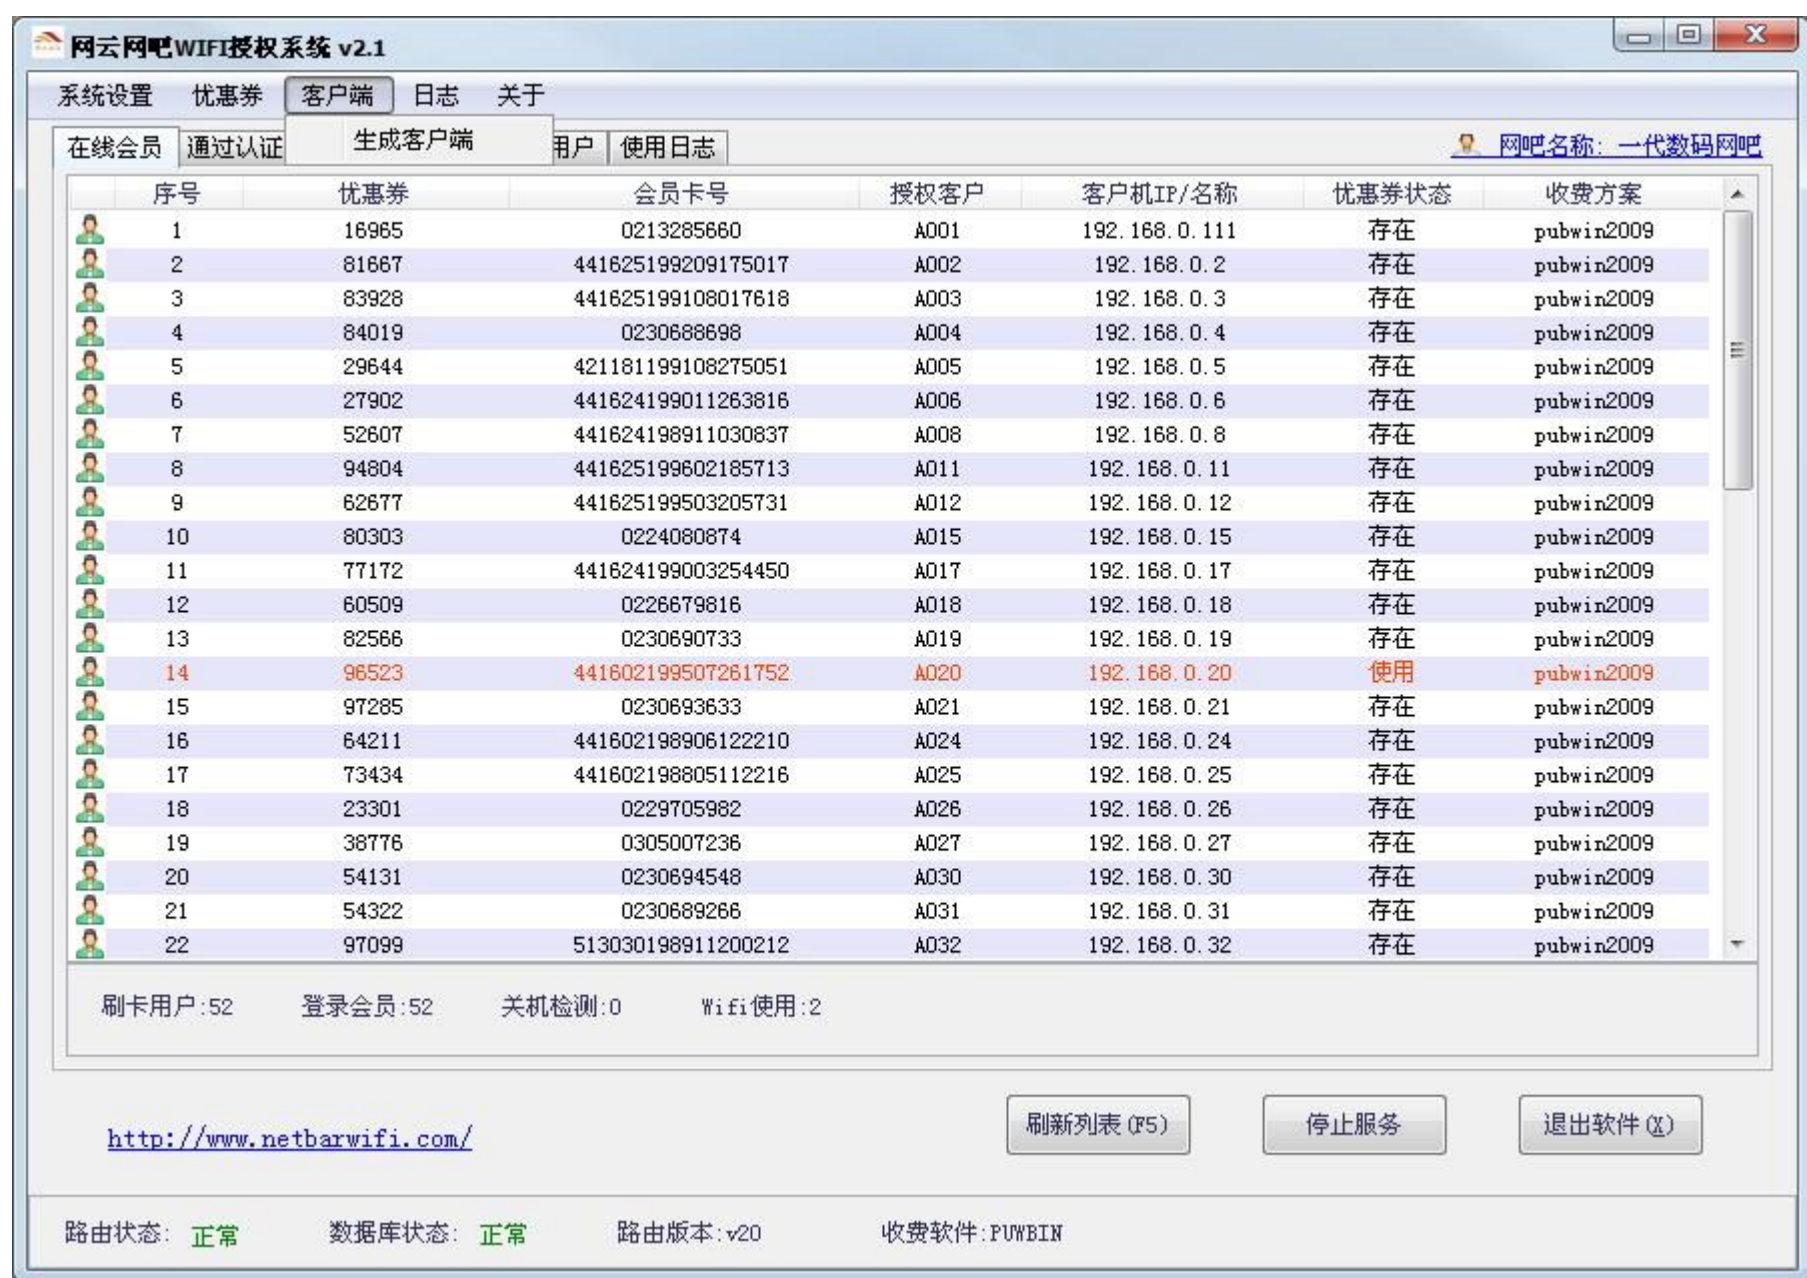 网云网吧WIFI授权系统 v2.1
系统设置 优惠券 客户端 日志 关于
生成客户端
在线会员 通过认证 用户 使用日志 网吧名称: 一代数码网吧
序号 优惠券 会员卡号 授权客户 客户机IP/名称 优惠券状态 收费方案
1 16965 0213285660 A001 192.168.0.111 存在 pubwin2009
2 81667 441625199209175017 A002 192.168.0.2 存在 pubwin2009
3 83928 441625199108017618 A003 192.168.0.3 存在 pubwin2009
4 84019 0230688698 A004 192.168.0.4 存在 pubwin2009
5 29644 421181199108275051 A005 192.168.0.5 存在 pubwin2009
6 27902 441624199011263816 A006 192.168.0.6 存在 pubwin2009
7 52607 441624198911030837 A008 192.168.0.8 存在 pubwin2009
8 94804 441625199602185713 A011 192.168.0.11 存在 pubwin2009
9 62677 441625199503205731 A012 192.168.0.12 存在 pubwin2009
10 80303 0224080874 A015 192.168.0.15 存在 pubwin2009
11 77172 441624199003254450 A017 192.168.0.17 存在 pubwin2009
12 60509 0226679816 A018 192.168.0.18 存在 pubwin2009
13 82566 0230690733 A019 192.168.0.19 存在 pubwin2009
14 96523 441602199507261752 A020 192.168.0.20 使用 pubwin2009
15 97285 0230693633 A021 192.168.0.21 存在 pubwin2009
16 64211 441602198906122210 A024 192.168.0.24 存在 pubwin2009
17 73434 441602198805112216 A025 192.168.0.25 存在 pubwin2009
18 23301 0229705982 A026 192.168.0.26 存在 pubwin2009
19 38776 0305007236 A027 192.168.0.27 存在 pubwin2009
20 54131 0230694548 A030 192.168.0.30 存在 pubwin2009
21 54322 0230689266 A031 192.168.0.31 存在 pubwin2009
22 97099 513030198911200212 A032 192.168.0.32 存在 pubwin2009
刷卡用户:52 登录会员:52 关机检测:0 Wifi使用:2
http://www.netbarwifi.com/ 刷新列表(F5) 停止服务 退出软件(X)
路由状态: 正常 数据库状态: 正常 路由版本:v20 收费软件:PUWBIN